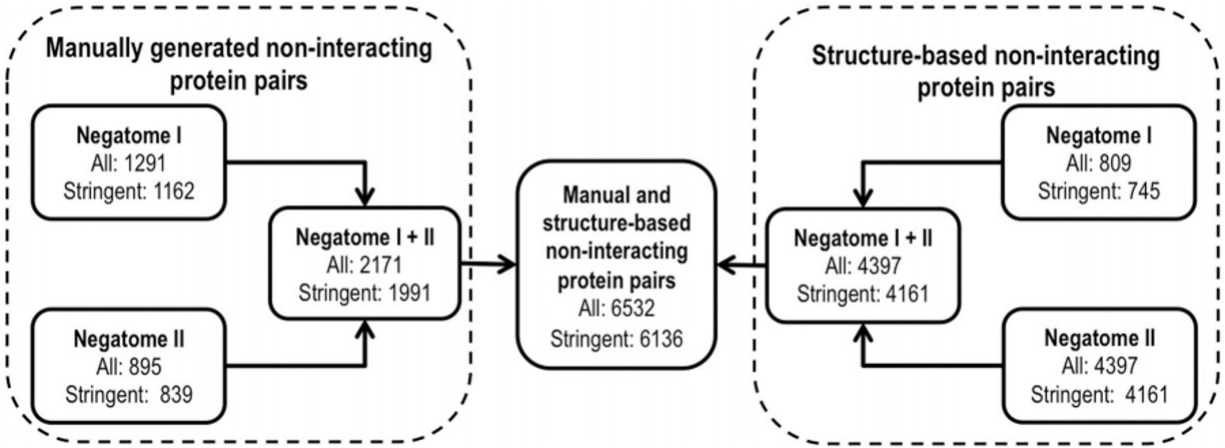 Manually generated non-interacting
protein pairs
Negatome I
All: 1291
Stringent: 1162
Negatome I + II
All: 2171
Stringent: 1991
Negatome II
All: 895
Stringent: 839
Manual and
structure-based
non-interacting
protein pairs
All: 6532
Stringent: 6136
Structure-based non-interacting
protein pairs
Negatome I
All: 809
Stringent: 745
Negatome I + II
All: 4397
Stringent: 4161
Negatome II
All: 4397
Stringent: 4161